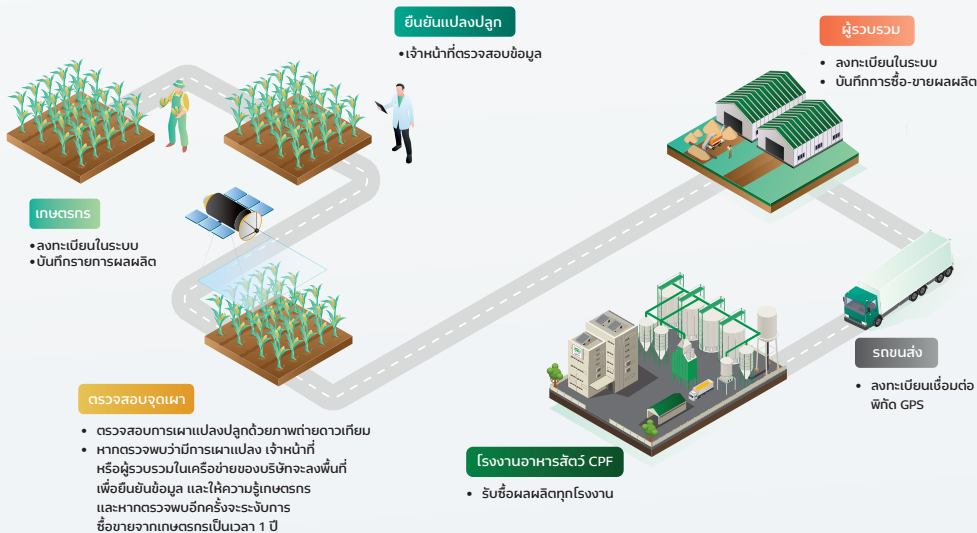 ยืนยันแปลงปลูก
•เจ้าหน้าที่ตรวจสอบข้อมูล
ผู้รวบรวม
• ลงทะเบียนในระบบ
• บันทึกการซื้อ-ขายผลผลิต
เกษตรกร
•ลงทะเบียนในระบบ
•บันทึกรายการผลผลิต
รถขนส่ง
• ลงทะเบียนเชื่อมต่อ
พิกัด GPS
ตรวจสอบจุดเผา
• ตรวจสอบการเผาแปลงปลูกด้วยภาพถ่ายดาวเทียม
• หากตรวจพบว่ามีการเผาแปลง เจ้าหน้าที่
หรือผู้รวบรวมในเครือข่ายของบริษัทจะลงพื้นที่
เพื่อยืนยันข้อมูล และให้ความรู้เกษตรกร
และหากตรวจพบอีกครั้งจะระงับการ
ซื้อขายจากเกษตรกรเป็นเวลา 1 ปี
โรงงานอาหารสัตว์ CPF
• รับซื้อผลผลิตทุกโรงงาน